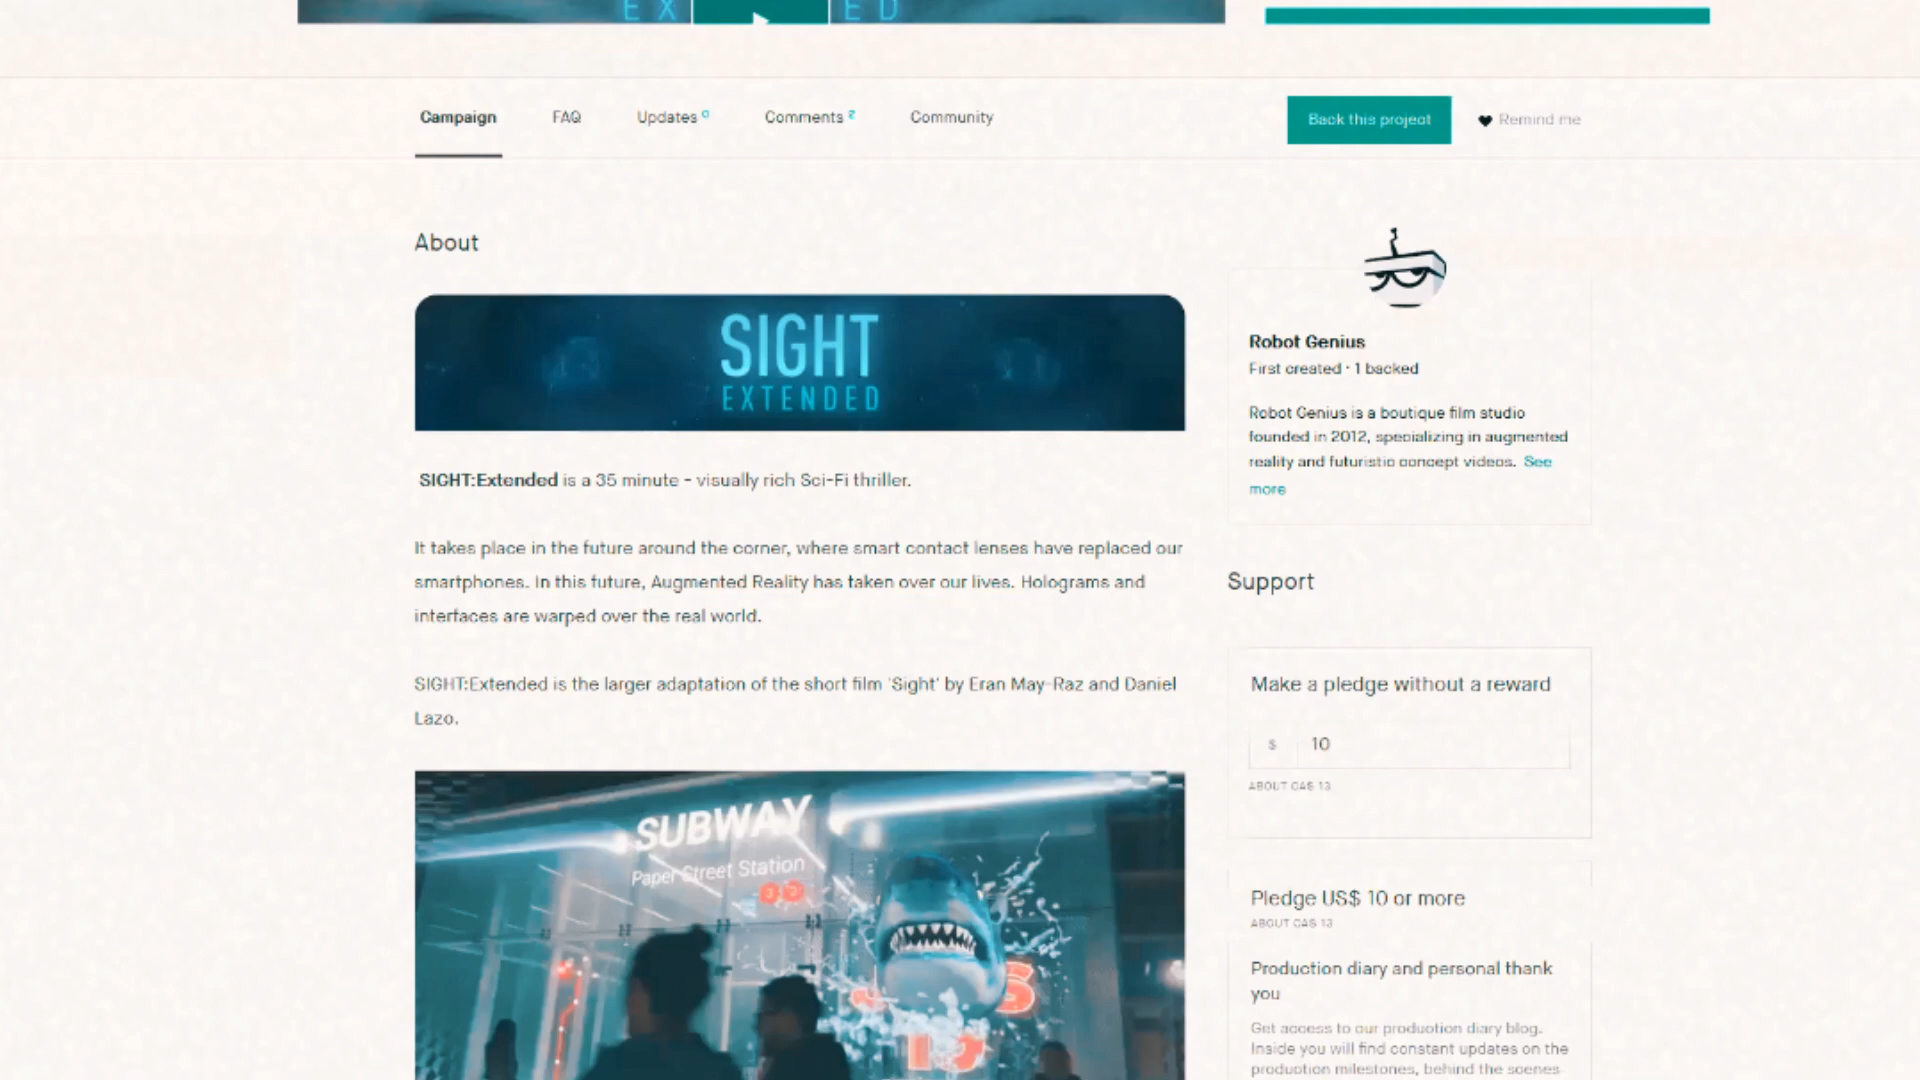 EX ED
Campaign
FAQ
Updates 0
Comments 2
Community
Back this project
Remind me
About
SIGHT
EXTENDED
SIGHT:Extended is a 35 minute - visually rich Sci-Fi thriller.
It takes place in the future around the corner, where smart contact lenses have replaced our
smartphones. In this future, Augmented Reality has taken over our lives. Holograms and
interfaces are warped over the real world.
SIGHT:Extended is the larger adaptation of the short film 'Sight' by Eran May-Raz and Daniel
Lazo.
SUBWAY
Paper Street Station
Robot Genius
First created · 1 backed
Robot Genius is a boutique film studio
founded in 2012, specializing in augmented
reality and futuristic concept videos. See
more
Support
Make a pledge without a reward
$ 10
ABOUT CA$ 13
Pledge US$ 10 or more
ABOUT CA$ 13
Production diary and personal thank
you
Get access to our production diary blog.
Inside you will find constant updates on the
production milestones, behind the scenes